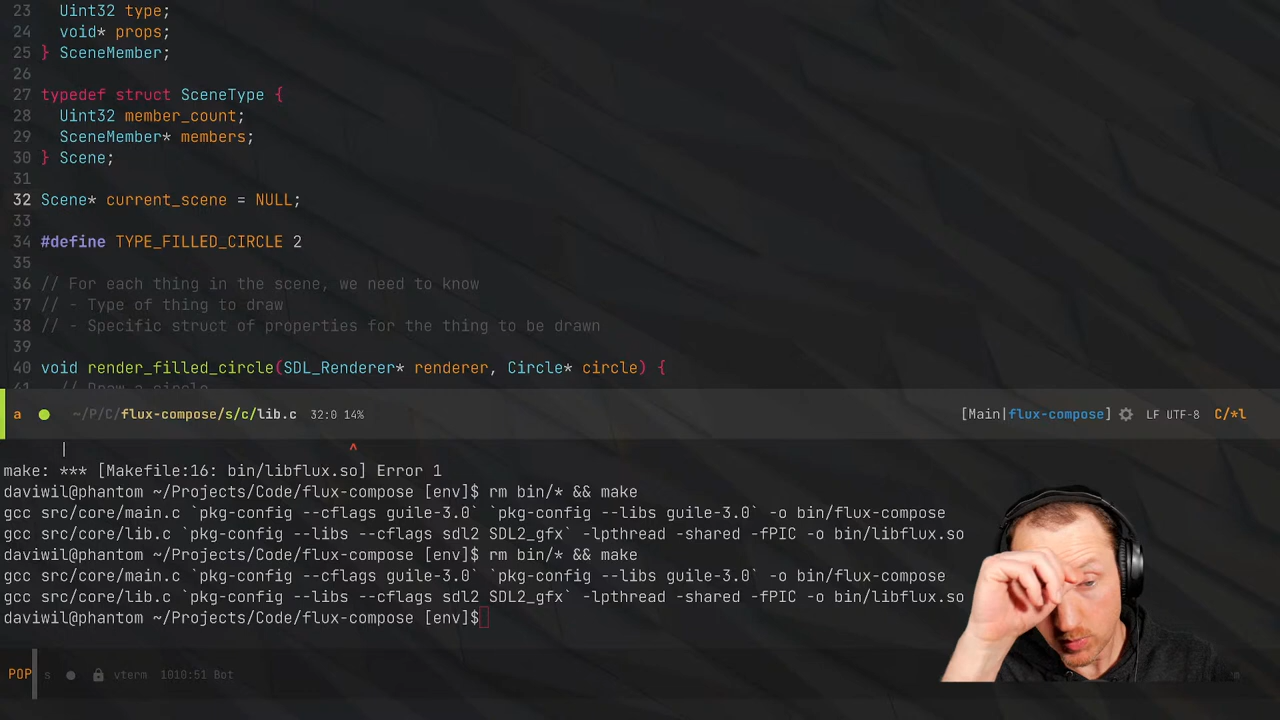 23 Uint32 type;
24 void* props;
25 } SceneMember;
26
27 typedef struct SceneType {
28 Uint32 member_count;
29 SceneMember* members;
30 } Scene;
31
32 Scene* current_scene = NULL;
33
34 #define TYPE_FILLED_CIRCLE 2
35
36 // For each thing in the scene, we need to know
37 // - Type of thing to draw
38 // - Specific struct of properties for the thing to be drawn
39
40 void render_filled_circle(SDL_Renderer* renderer, Circle* circle) {
41 // Draw a circle
a ● ~/P/C/flux-compose/s/c/lib.c 32:0 14% [Main|flux-compose] LF UTF-8 C/*l
| ^
make: *** [Makefile:16: bin/libflux.so] Error 1
daviwil@phantom ~/Projects/Code/flux-compose [env]$ rm bin/* && make
gcc src/core/main.c `pkg-config --cflags guile-3.0` `pkg-config --libs guile-3.0` -o bin/flux-compose
gcc src/core/lib.c `pkg-config --libs --cflags sdl2 SDL2_gfx` -lpthread -shared -fPIC -o bin/libflux.so
daviwil@phantom ~/Projects/Code/flux-compose [env]$ rm bin/* && make
gcc src/core/main.c `pkg-config --cflags guile-3.0` `pkg-config --libs guile-3.0` -o bin/flux-compose
gcc src/core/lib.c `pkg-config --libs --cflags sdl2 SDL2_gfx` -lpthread -shared -fPIC -o bin/libflux.so
daviwil@phantom ~/Projects/Code/flux-compose [env]$
POP s ● vterm 1010:51 Bot